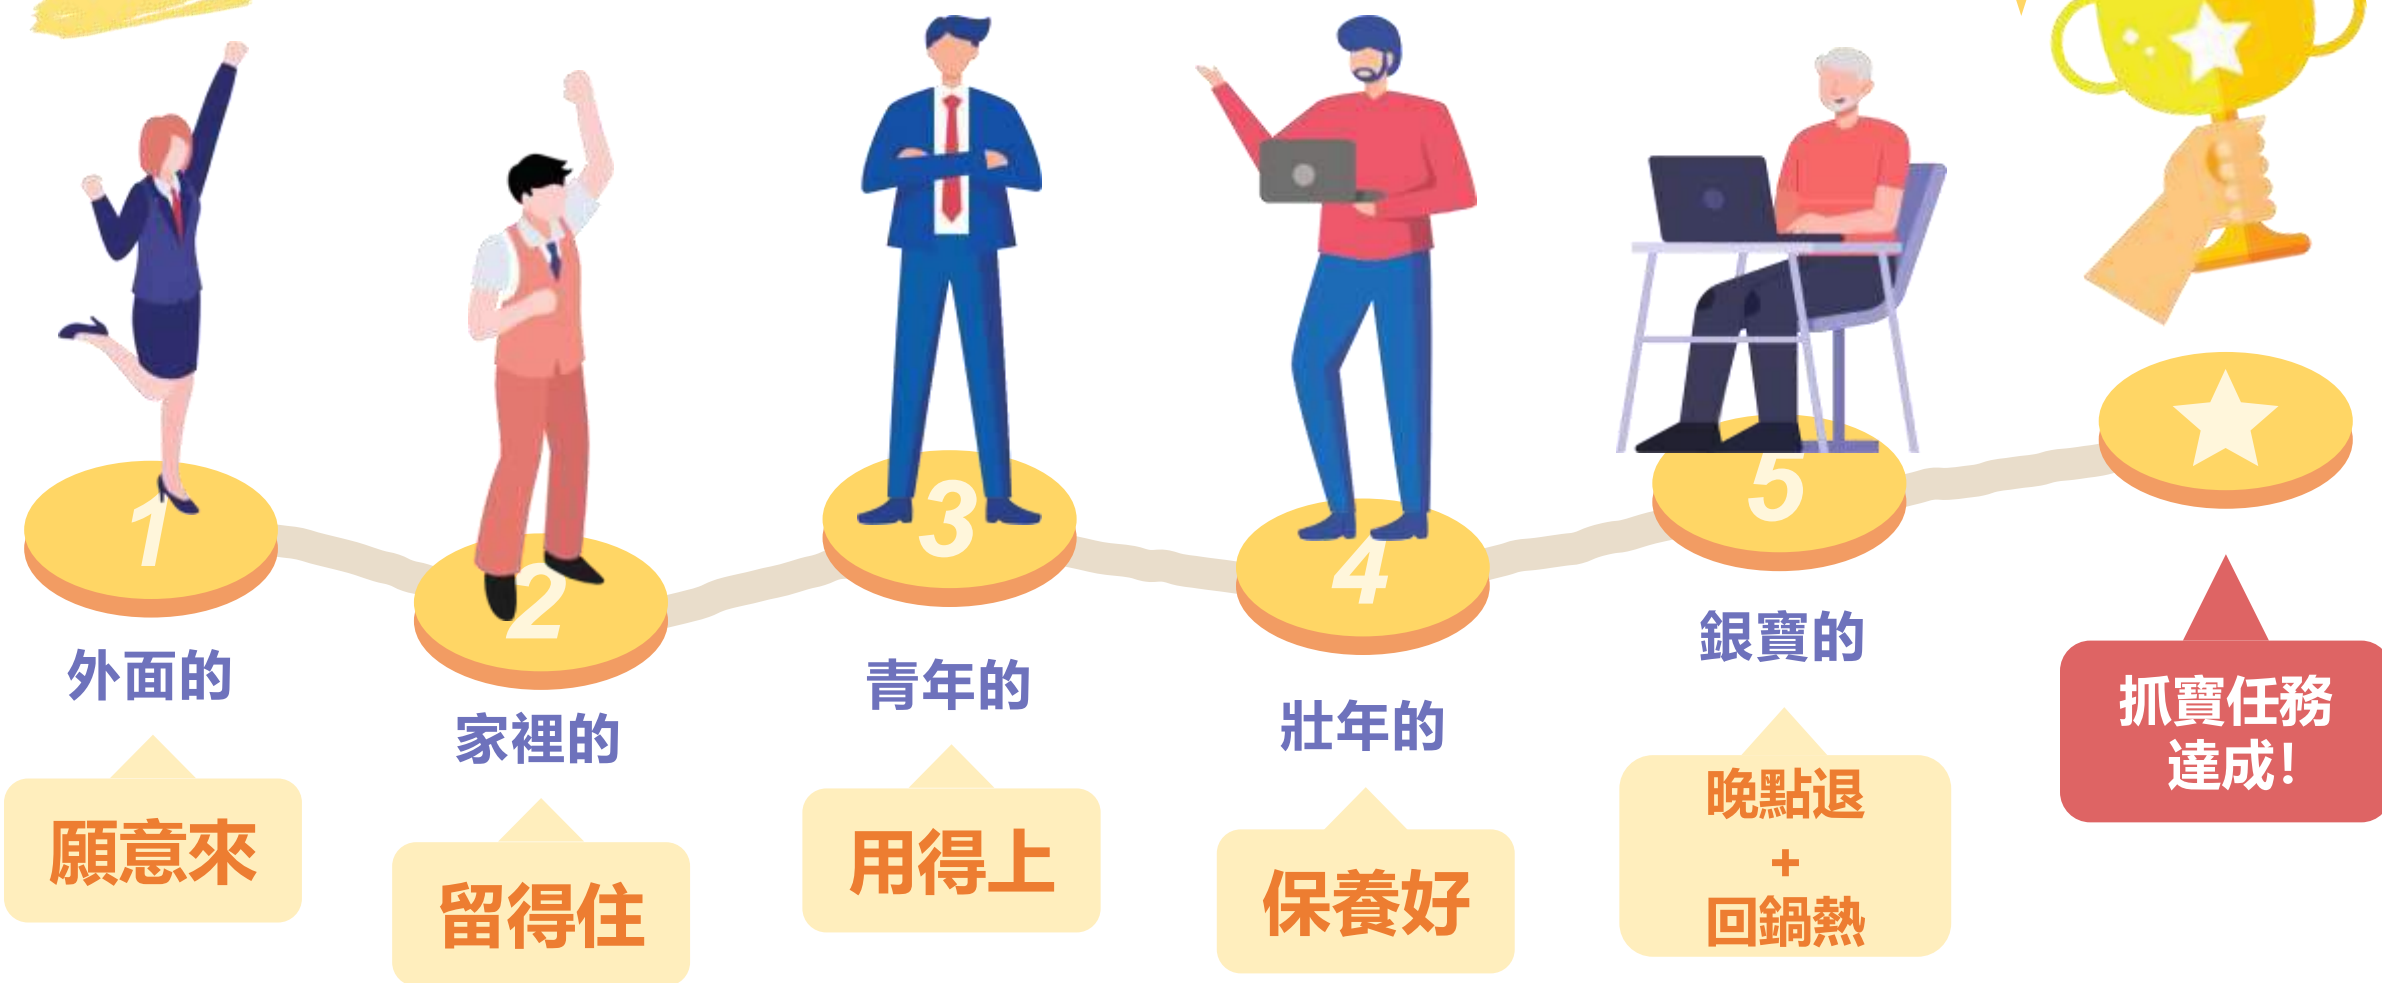 1
外面的
願意來
2
家裡的
留得住
3
青年的
用得上
4
壯年的
保養好
5
銀寶的
晚點退
+
回鍋熱
抓寶任務
達成!